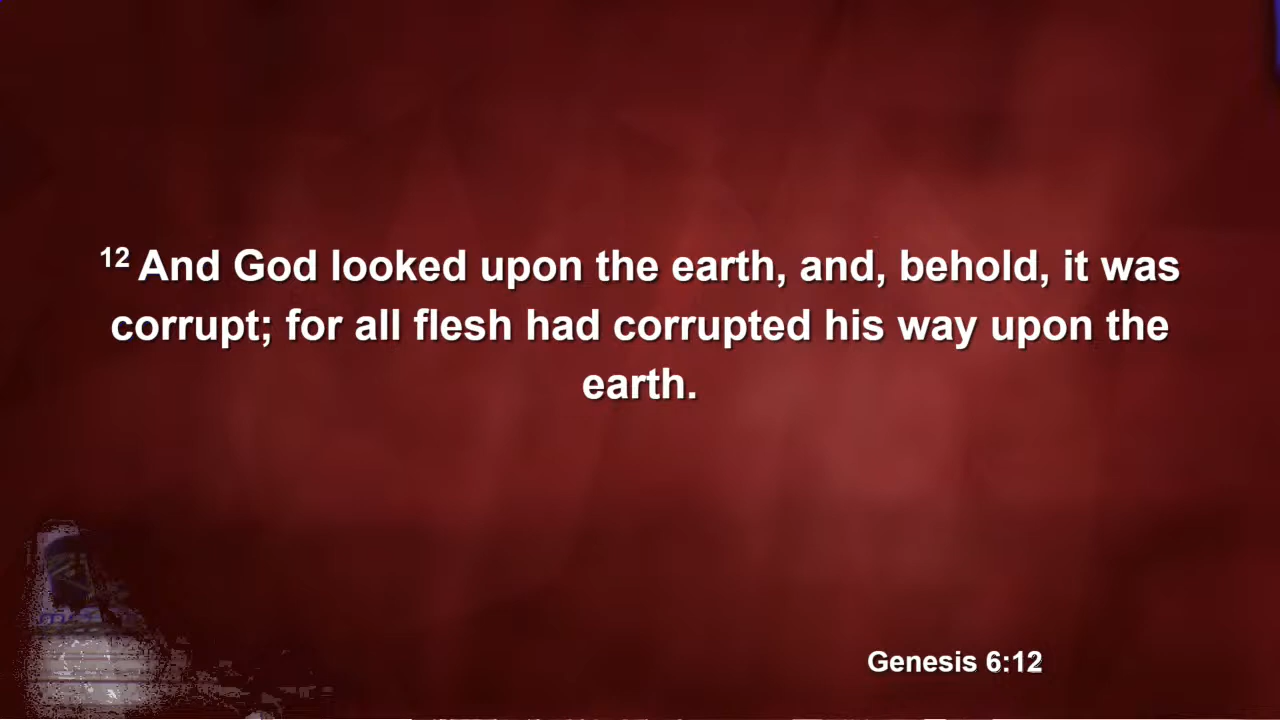 12 And God looked upon the earth, and, behold, it was
corrupt; for all flesh had corrupted his way upon the
earth.
Genesis 6:12